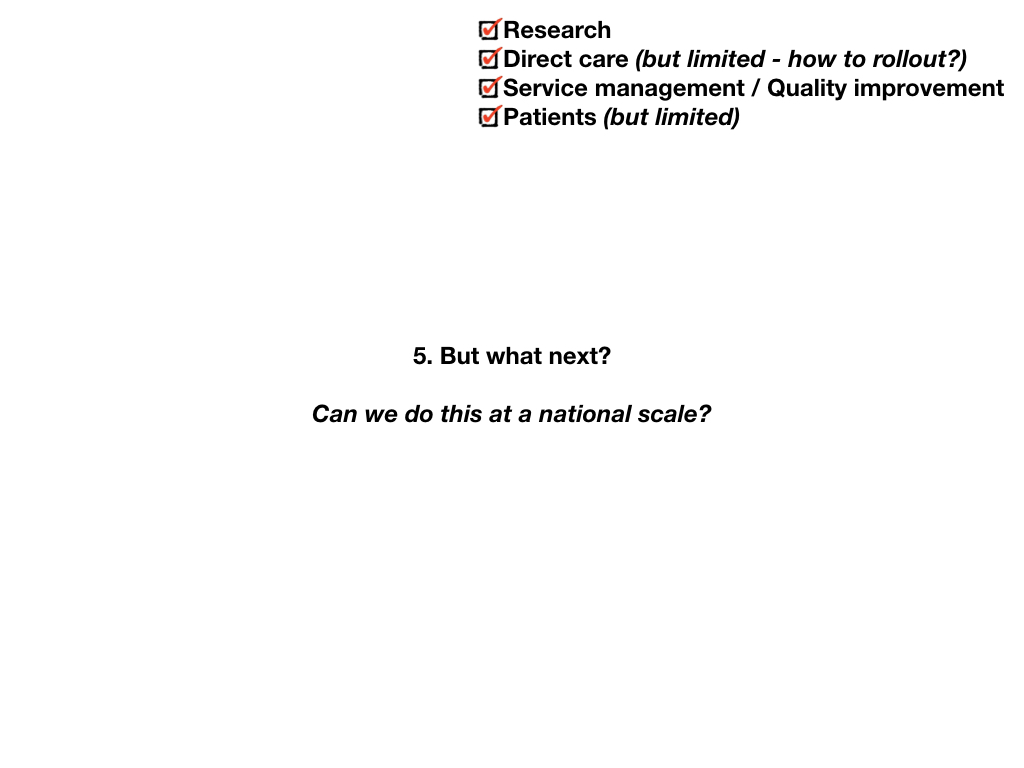 Research
Direct care (but limited - how to rollout?)
Service management / Quality improvement
Patients (but limited)
5. But what next?
Can we do this at a national scale?